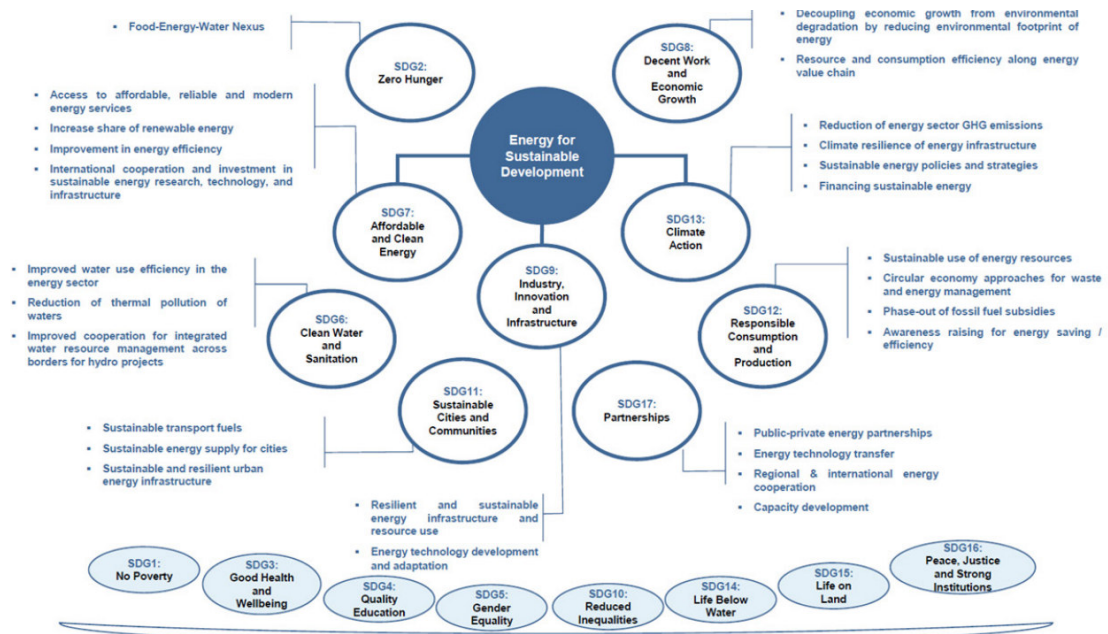 Food-Energy-Water Nexus
SDG2:
Zero Hunger
SDG8:
Decent Work
and
Economic
Growth
Decoupling economic growth from environmental
degradation by reducing environmental footprint of
energy
Resource and consumption efficiency along energy
value chain
Energy for
Sustainable
Development
Access to affordable, reliable and modern
energy services
Increase share of renewable energy
Improvement in energy efficiency
International cooperation and investment in
sustainable energy research, technology, and
infrastructure
Reduction of energy sector GHG emissions
Climate resilience of energy infrastructure
Sustainable energy policies and strategies
Financing sustainable energy
SDG7:
Affordable
and Clean
Energy
SDG13:
Climate
Action
SDG9:
Industry,
Innovation
and
Infrastructure
Improved water use efficiency in the
energy sector
Reduction of thermal pollution of
waters
Improved cooperation for integrated
water resource management across
borders for hydro projects
SDG6:
Clean Water
and
Sanitation
SDG12:
Responsible
Consumption
and
Production
Sustainable use of energy resources
Circular economy approaches for waste
and energy management
Phase-out of fossil fuel subsidies
Awareness raising for energy saving /
efficiency
SDG11:
Sustainable
Cities and
Communities
SDG17:
Partnerships
Sustainable transport fuels
Sustainable energy supply for cities
Sustainable and resilient urban
energy infrastructure
Public-private energy partnerships
Energy technology transfer
Regional & international energy
cooperation
Capacity development
Resilient and sustainable
energy infrastructure and
resource use
Energy technology development
and adaptation
SDG1:
No Poverty
SDG3:
Good Health
and
Wellbeing
SDG4:
Quality
Education
SDG5:
Gender
Equality
SDG10:
Reduced
Inequalities
SDG14:
Life Below
Water
SDG15:
Life on
Land
SDG16:
Peace, Justice
and Strong
Institutions